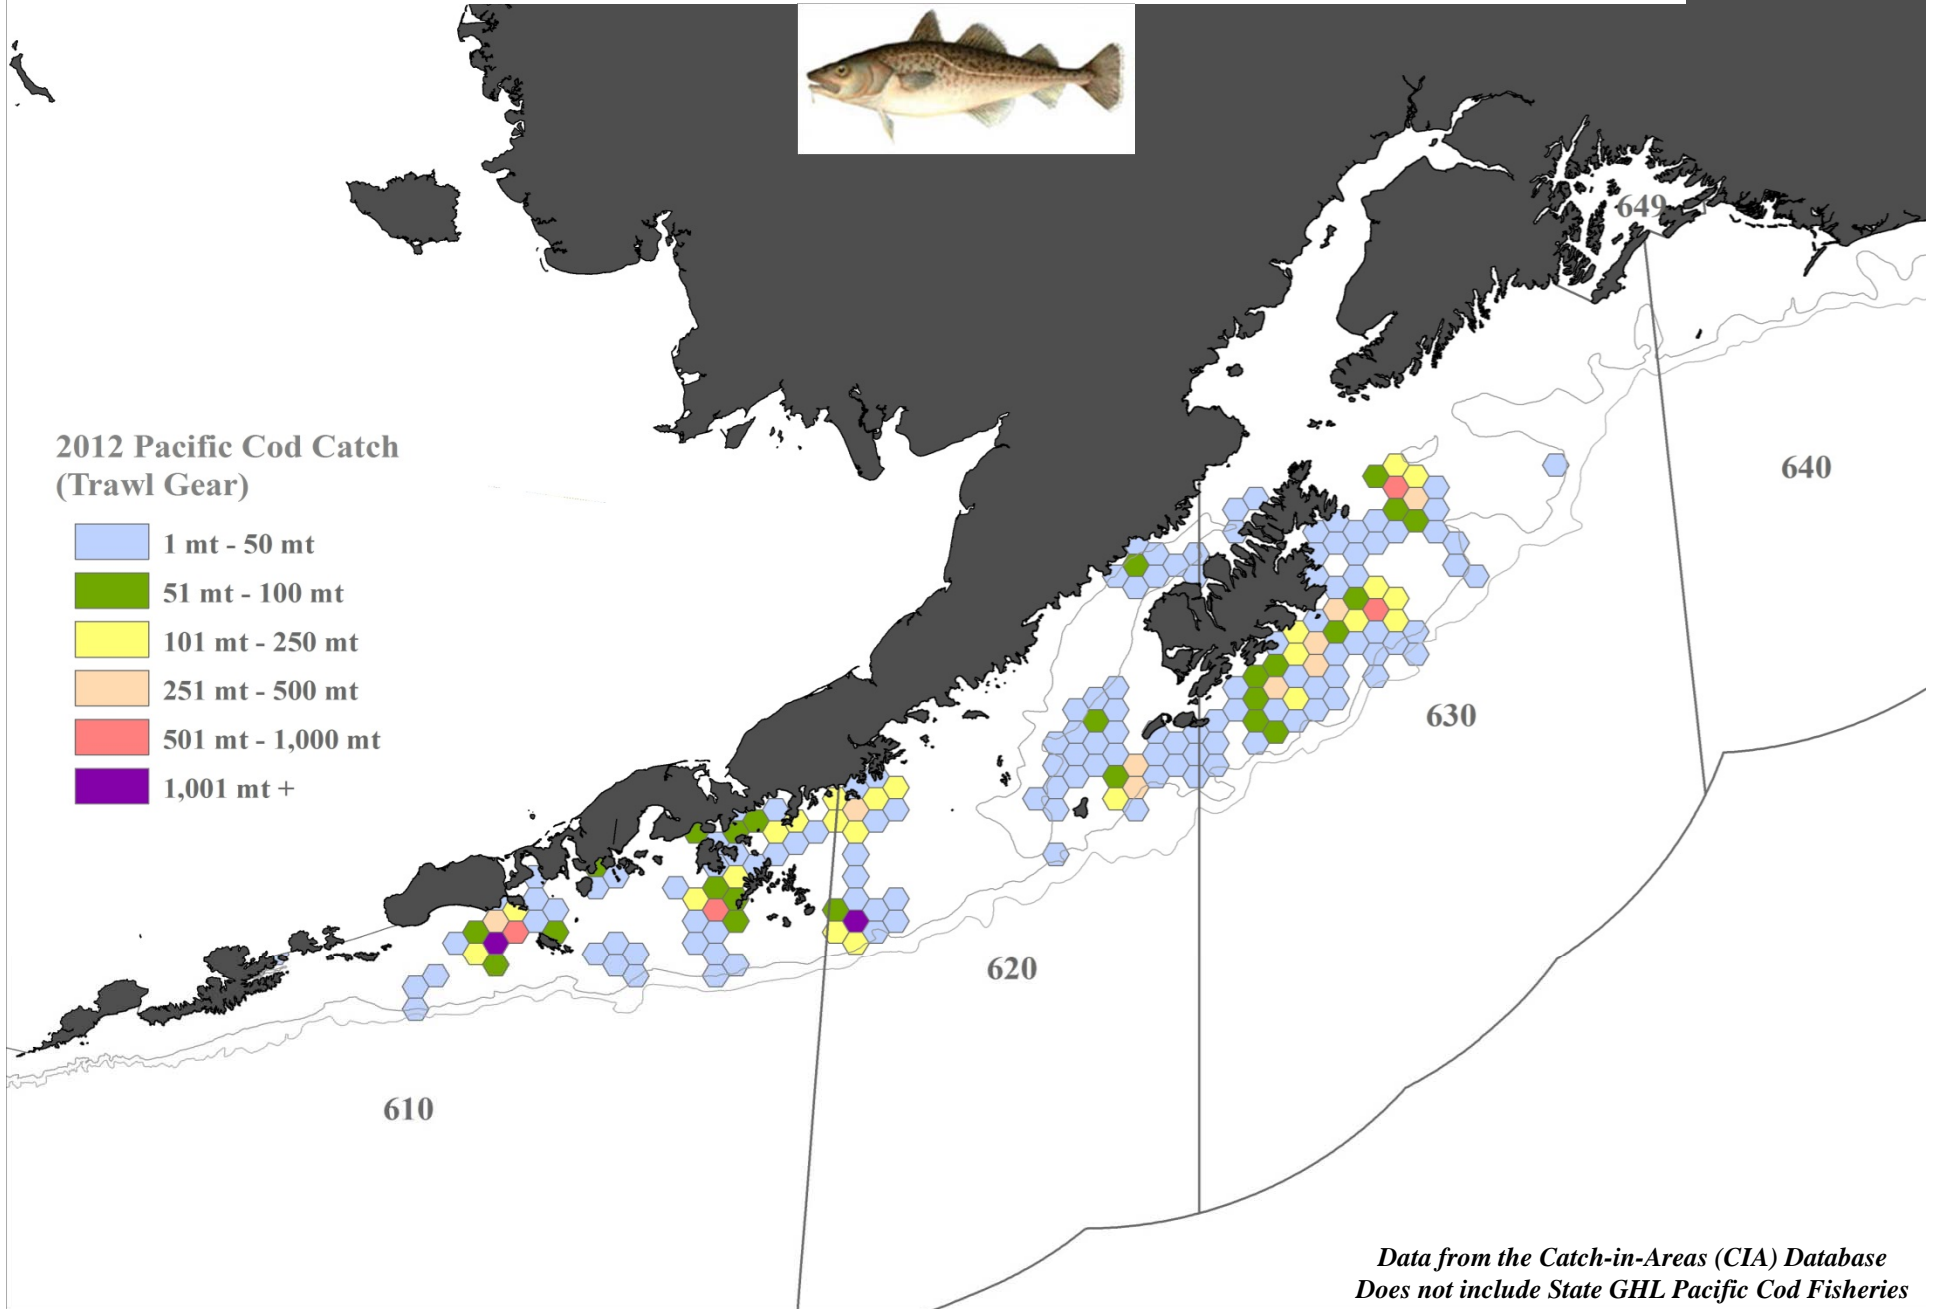 649
640
2012 Pacific Cod Catch
(Trawl Gear)
1 mt - 50 mt
51 mt - 100 mt
101 mt - 250 mt
251 mt - 500 mt
501 mt - 1,000 mt
1,001 mt +
630
620
610
Data from the Catch-in-Areas (CIA) Database
Does not include State GHL Pacific Cod Fisheries